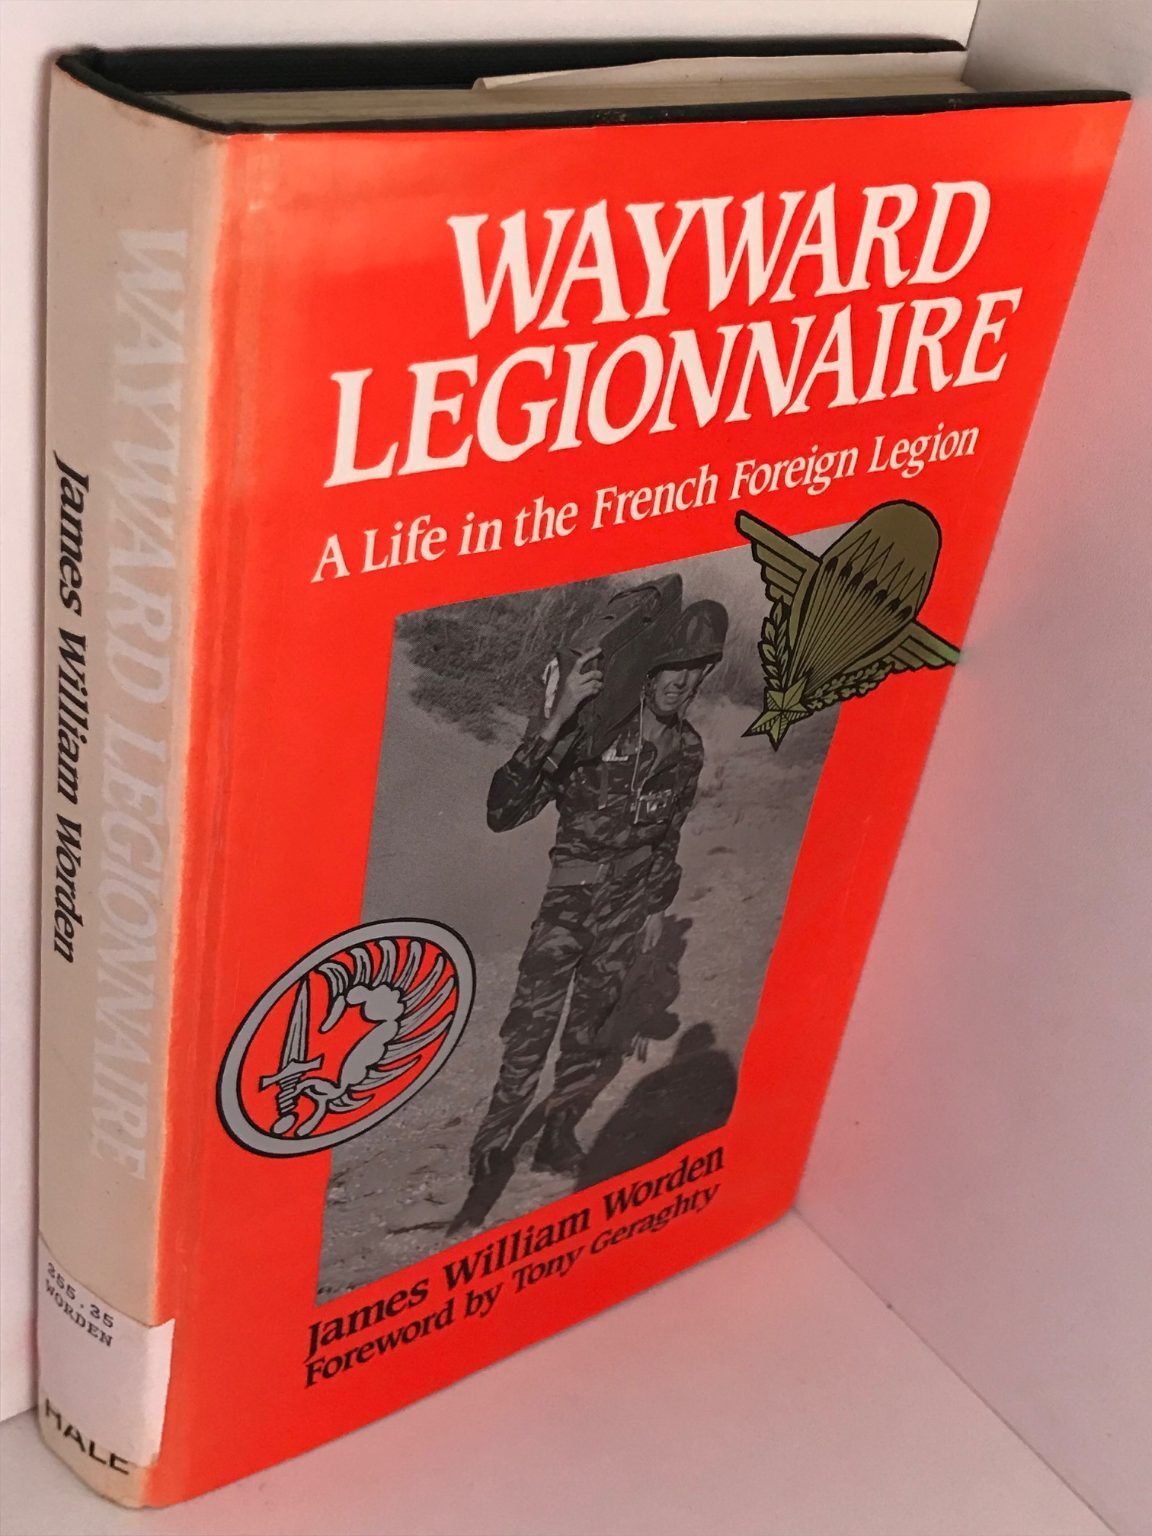 WAYWARD
LEGIONNAIRE
A Life in the French Foreign Legion
James William Worden
Foreword by Tony Geraghty
WAYWARD LEGIONNAIRE
James William Worden
355.35
WORDEN
HALE